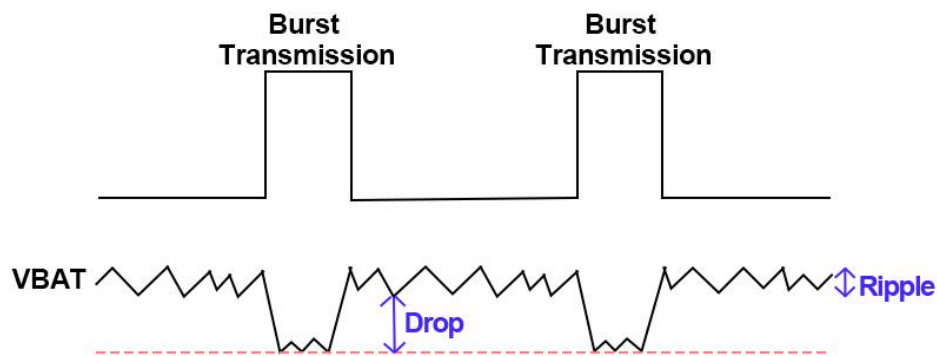 Burst
Transmission
Burst
Transmission
VBAT
Ripple
Drop